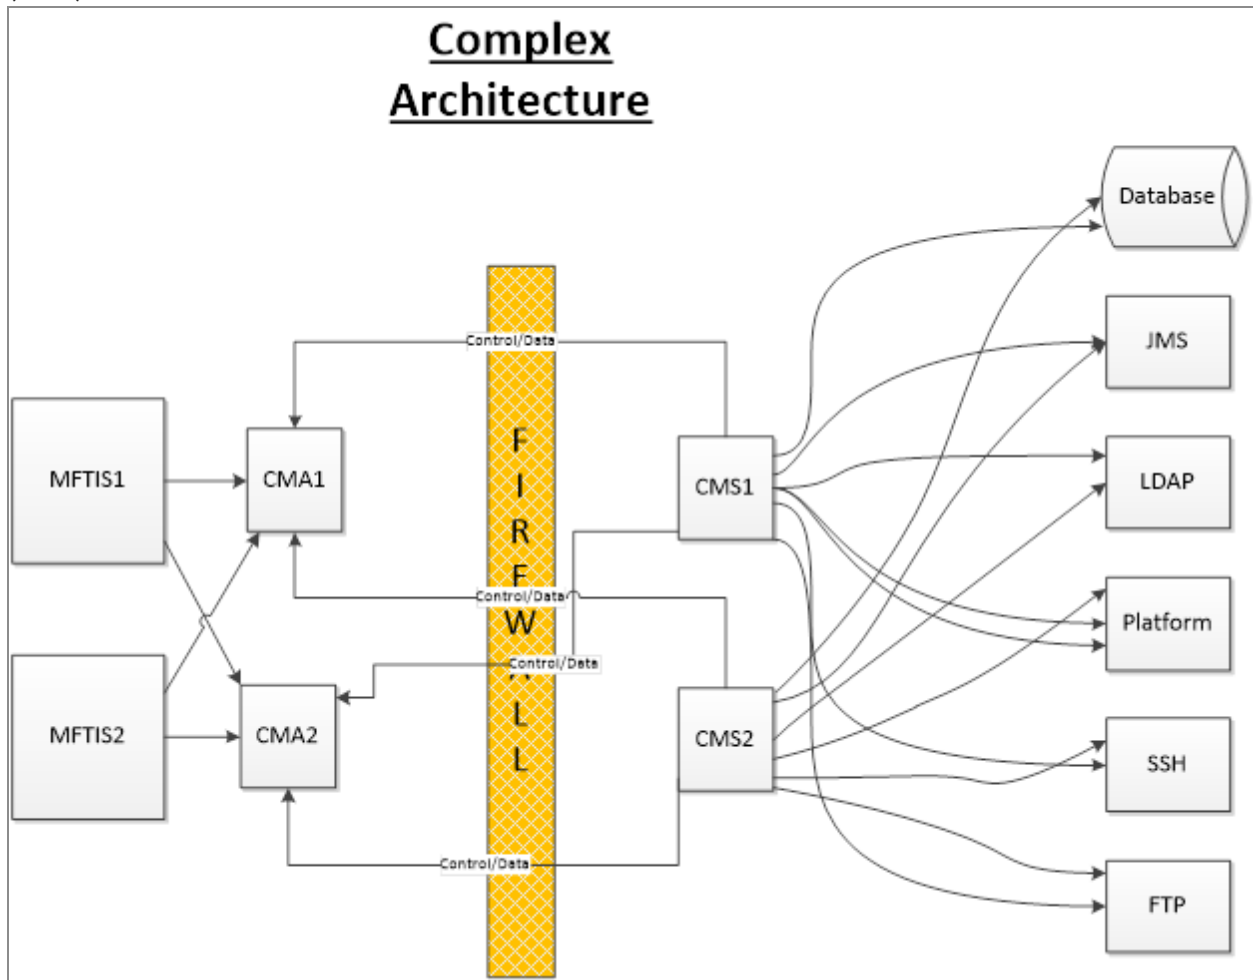 Complex
Architecture
Database
JMS
Control/Data
F
I
R
E
W
A
L
L
MFTIS1
CMA1
CMS1
LDAP
Control/Data
Platform
Control/Data
MFTIS2
CMA2
CMS2
SSH
Control/Data
FTP